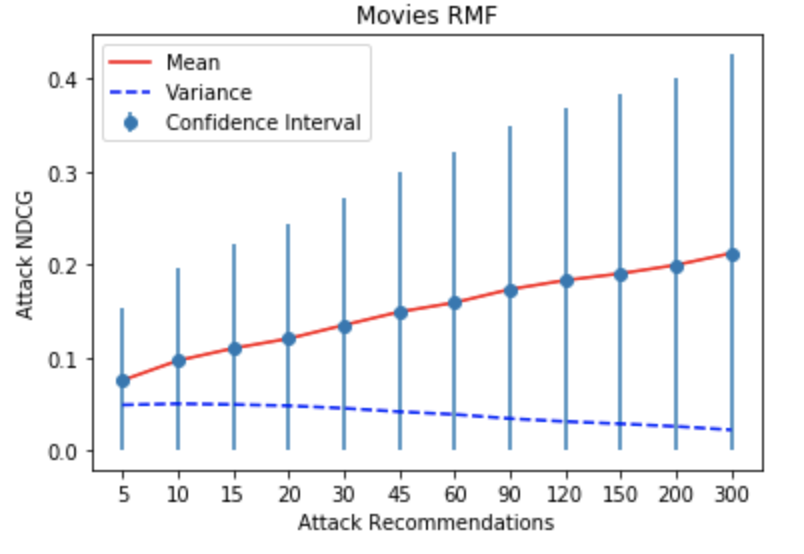 Movies RMF
Mean
Variance
Confidence Interval
Attack NDCG
0.4
0.3
0.2
0.1
0.0
5 10 15 20 30 45 60 90 120 150 200 300
Attack Recommendations